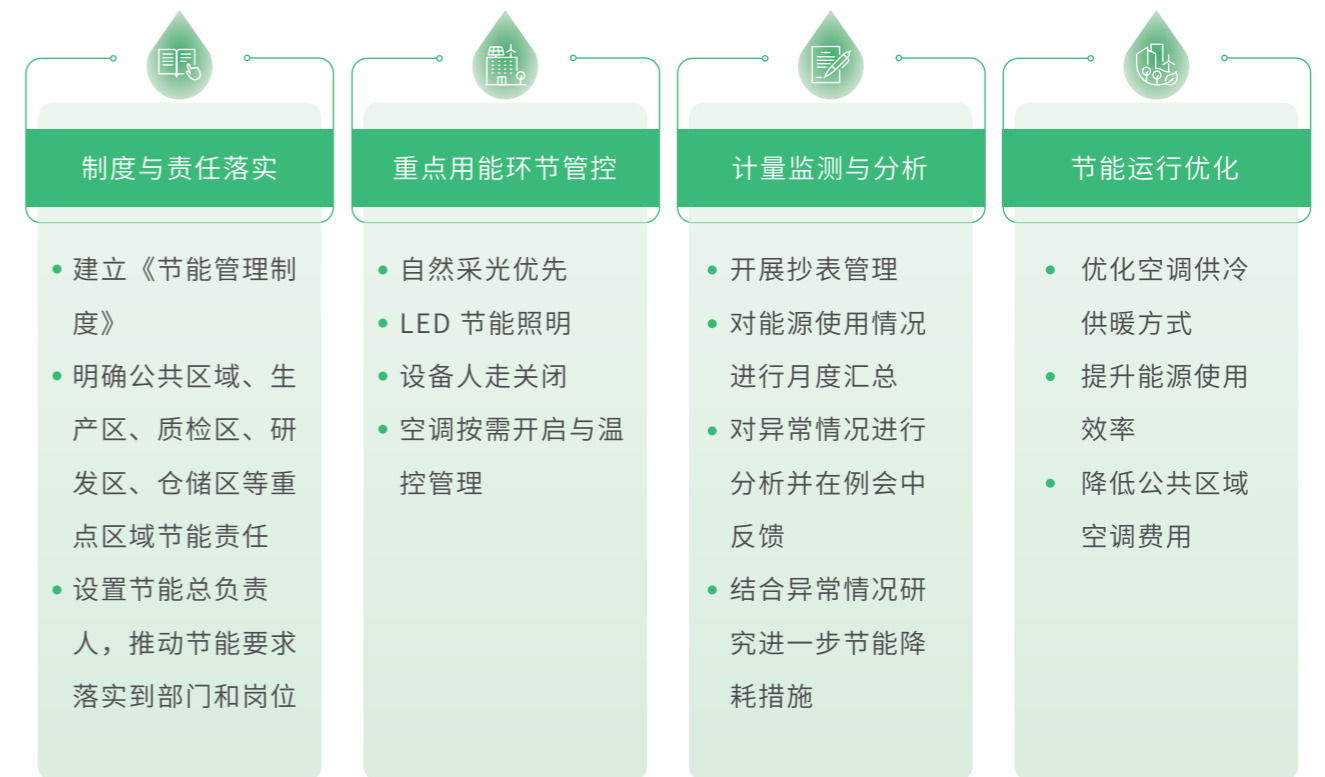 制度与责任落实
建立《节能管理制
度》
明确公共区域、生
产区、质检区、研
发区、仓储区等重
点区域节能责任
设置节能总负责
人，推动节能要求
落实到部门和岗位
重点用能环节管控
自然采光优先
LED 节能照明
设备人走关闭
空调按需开启与温
控管理
计量监测与分析
开展抄表管理
对能源使用情况
进行月度汇总
对异常情况进行
分析并在例会中
反馈
结合异常情况研
究进一步节能降
耗措施
节能运行优化
优化空调供冷
供暖方式
提升能源使用
效率
降低公共区域
空调费用